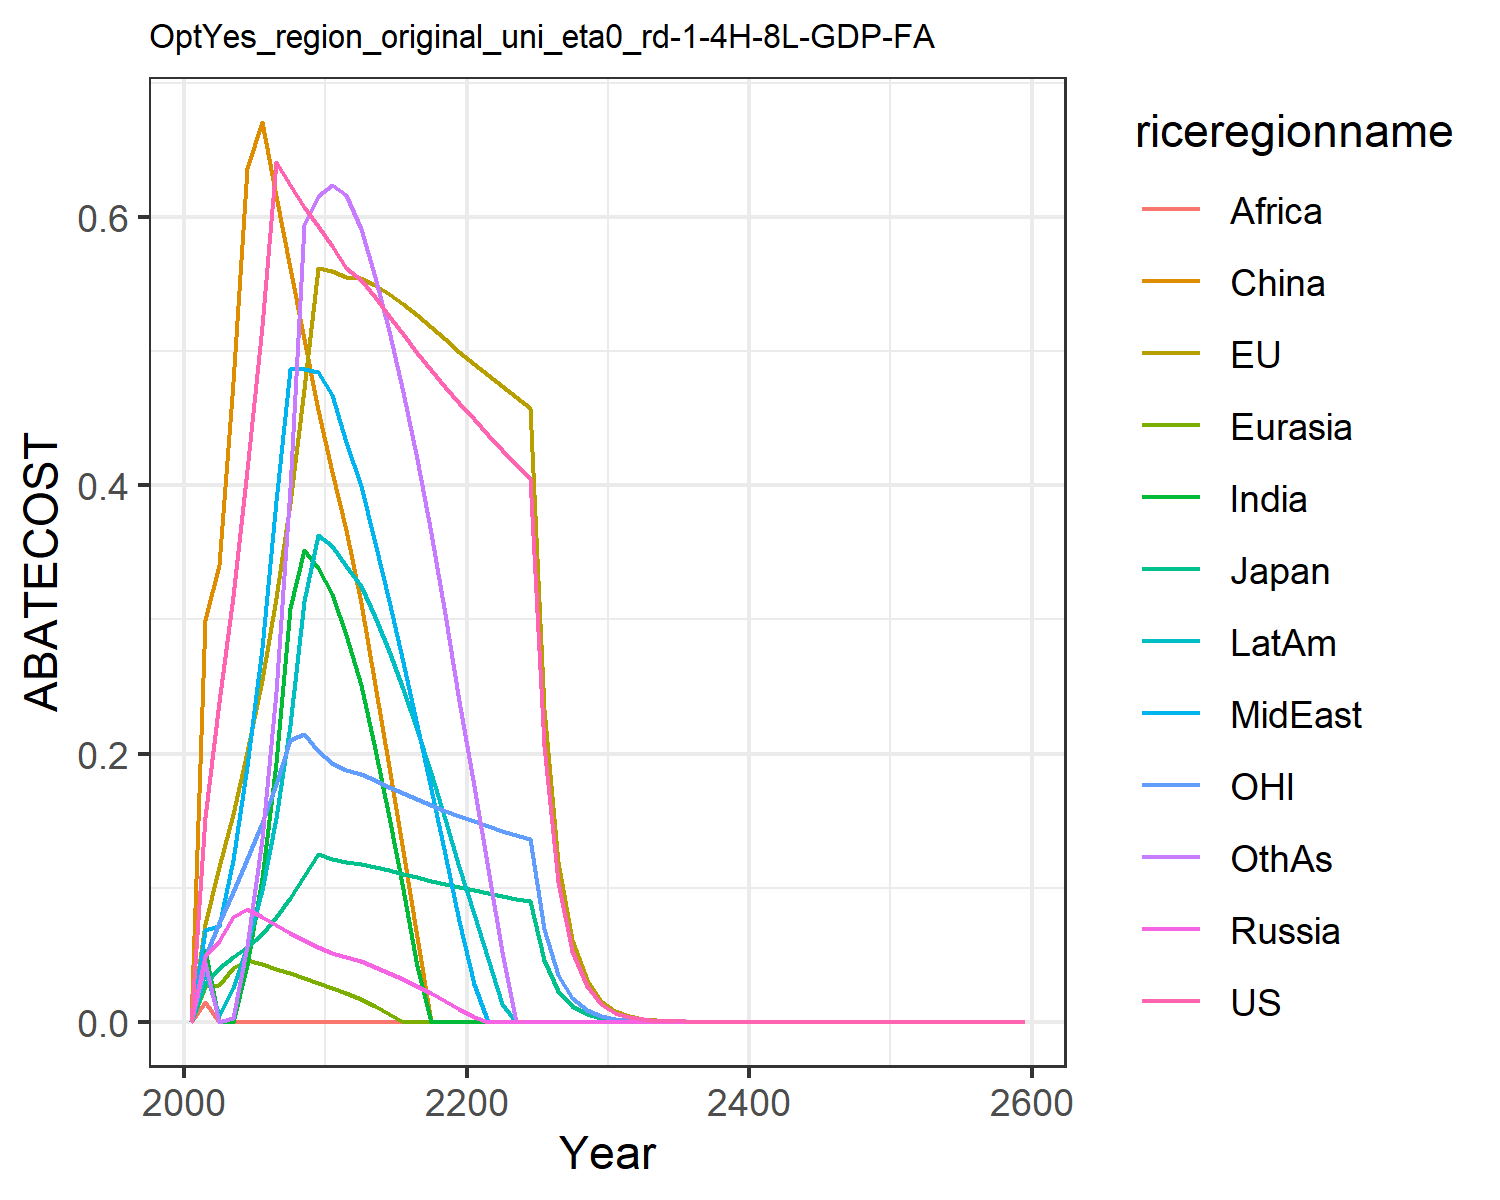 OptYes_region_original_uni_eta0_rd-1-4H-8L-GDP-FA
ABATECOST
0.6
0.4
0.2
0.0
2000
2200
2400
2600
Year
riceregionname
Africa
China
EU
Eurasia
India
Japan
LatAm
MidEast
OHI
OthAs
Russia
US